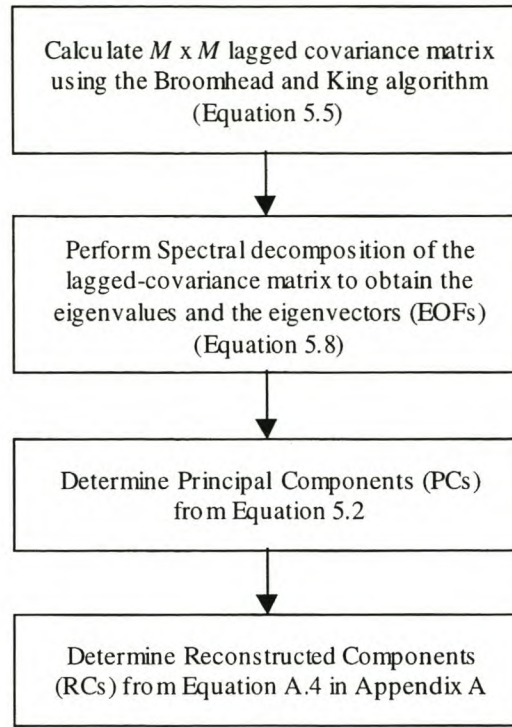 Calculate M x M lagged covariance matrix
using the Broomhead and King algorithm
(Equation 5.5)
Perform Spectral decomposition of the
lagged-covariance matrix to obtain the
eigenvalues and the eigenvectors (EOFs)
(Equation 5.8)
Determine Principal Components (PCs)
from Equation 5.2
Determine Reconstructed Components
(RCs) from Equation A.4 in Appendix A